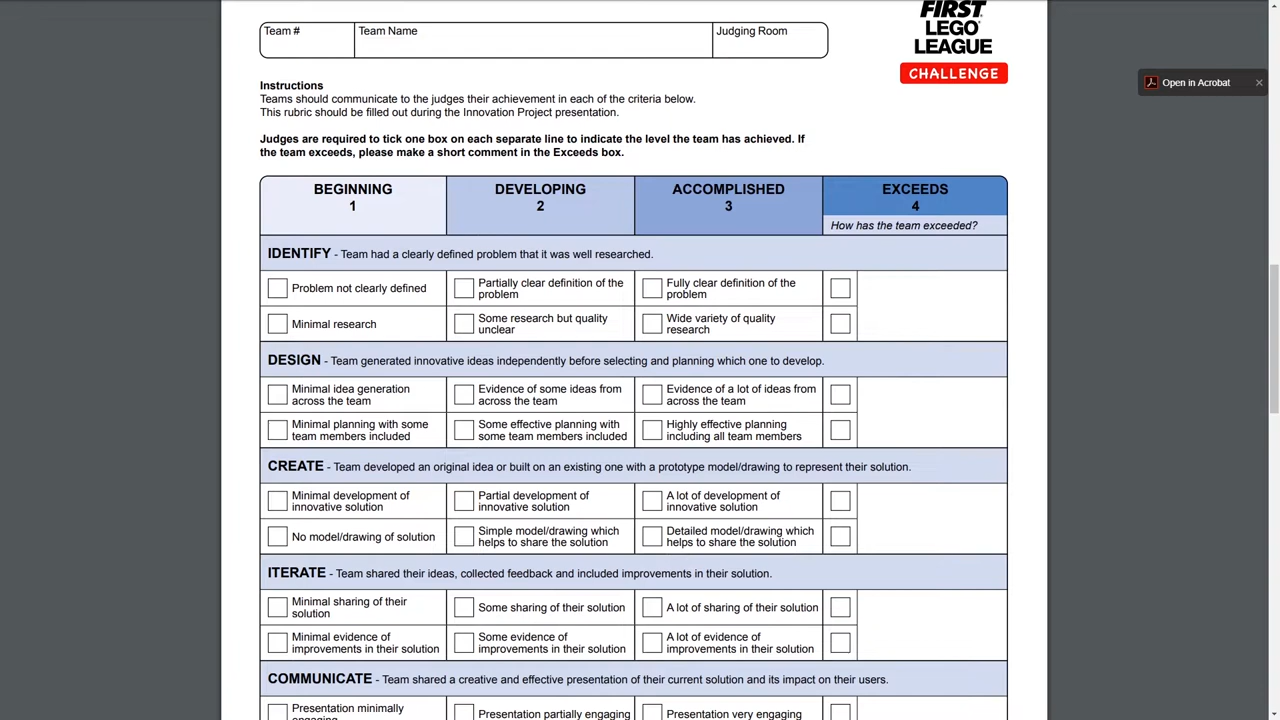 FIRST
LEGO
LEAGUE
CHALLENGE
Team #
Team Name
Judging Room
Open in Acrobat
Instructions
Teams should communicate to the judges their achievement in each of the criteria below.
This rubric should be filled out during the Innovation Project presentation.
Judges are required to tick one box on each separate line to indicate the level the team has achieved. If
the team exceeds, please make a short comment in the Exceeds box.
BEGINNING
1
DEVELOPING
2
ACCOMPLISHED
3
EXCEEDS
4
How has the team exceeded?
IDENTIFY - Team had a clearly defined problem that it was well researched.
Problem not clearly defined
Partially clear definition of the
problem
Fully clear definition of the
problem
Minimal research
Some research but quality
unclear
Wide variety of quality
research
DESIGN - Team generated innovative ideas independently before selecting and planning which one to develop.
Minimal idea generation
across the team
Evidence of some ideas from
across the team
Evidence of a lot of ideas from
across the team
Minimal planning with some
team members included
Some effective planning with
some team members included
Highly effective planning
including all team members
CREATE - Team developed an original idea or built on an existing one with a prototype model/drawing to represent their solution.
Minimal development of
innovative solution
Partial development of
innovative solution
A lot of development of
innovative solution
No model/drawing of solution
Simple model/drawing which
helps to share the solution
Detailed model/drawing which
helps to share the solution
ITERATE - Team shared their ideas, collected feedback and included improvements in their solution.
Minimal sharing of their
solution
Some sharing of their solution
A lot of sharing of their solution
Minimal evidence of
improvements in their solution
Some evidence of
improvements in their solution
A lot of evidence of
improvements in their solution
COMMUNICATE - Team shared a creative and effective presentation of their current solution and its impact on their users.
Presentation minimally
engaging
Presentation partially engaging
Presentation very engaging